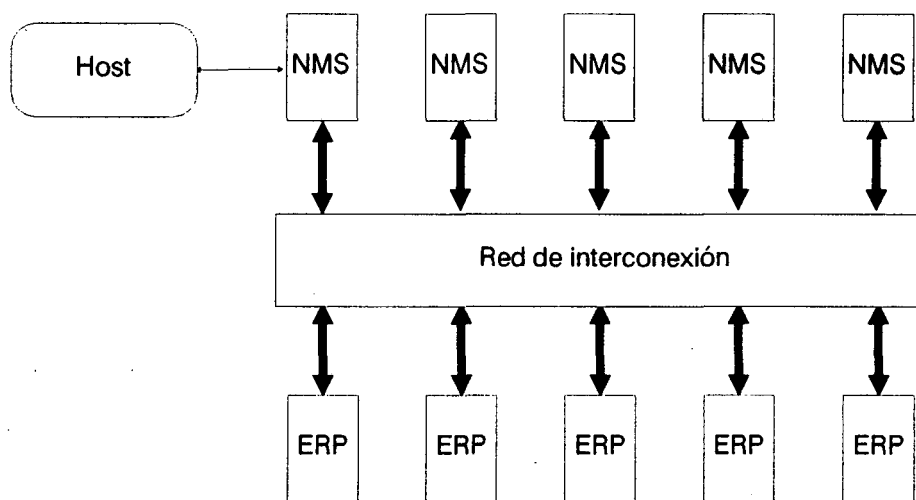 Host
NMS NMS NMS NMS NMS
Red de interconexión
ERP ERP ERP ERP ERP